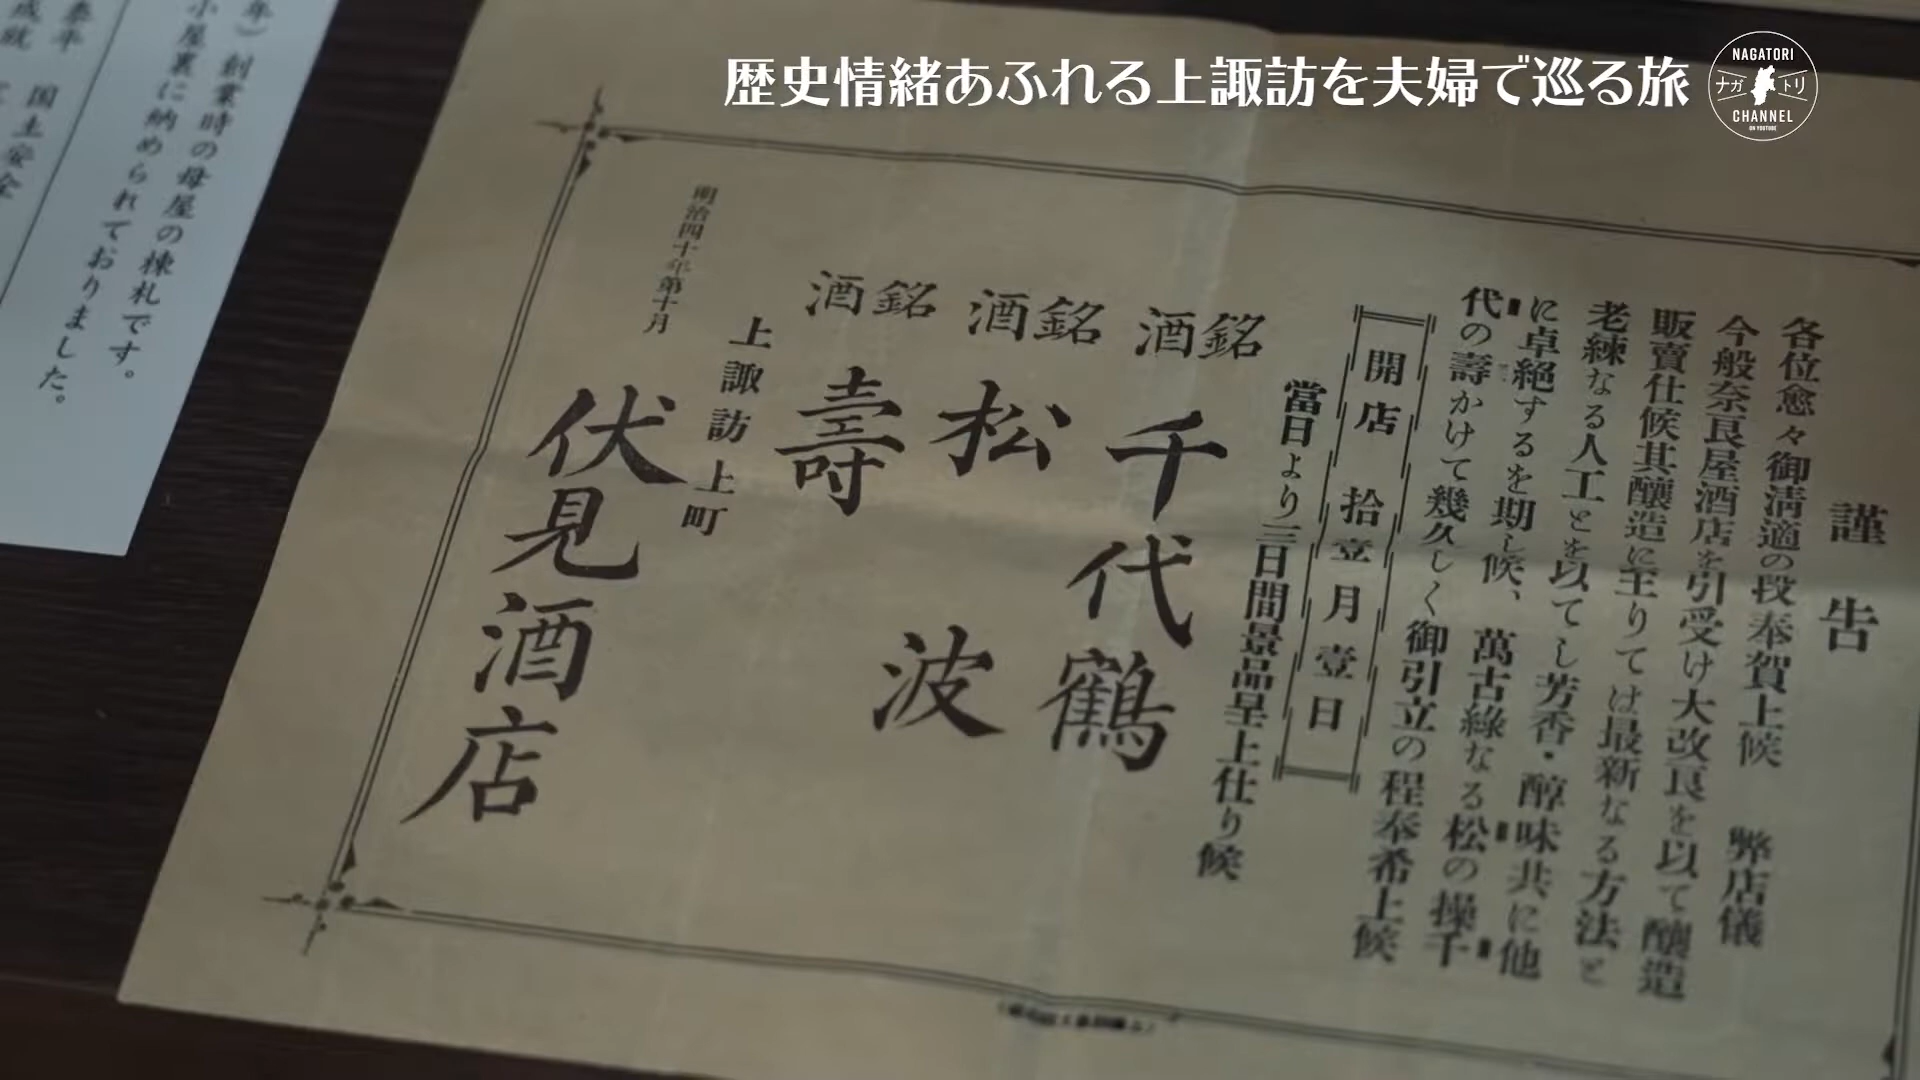 歴史情緒あふれる上諏訪を夫婦で巡る旅
NAGATORI
ナガトリ
CHANNEL
ON YOUTUBE
謹告
各位愈々御清適の段奉賀上候 弊店儀
今般奈良屋酒店を引受け大改良を以て醸造
販賣仕候其醸造に至りては最新なる方法と
老練なる人工とを以てし芳香・醇味共に他
に卓絶するを期し候、萬古綠なる松の操千
代の壽かけて幾久しく御引立の程奉希上候
開店 拾壹月壹日
當日より三日間景品呈上仕り候
銘酒 千代鶴
銘酒 松波
銘酒 壽
上諏訪上町
伏見酒店
明治四十年第十月
年）創業時の母屋の棟札です。
小屋裏に納められておりました。
泰平 国土安全
成就